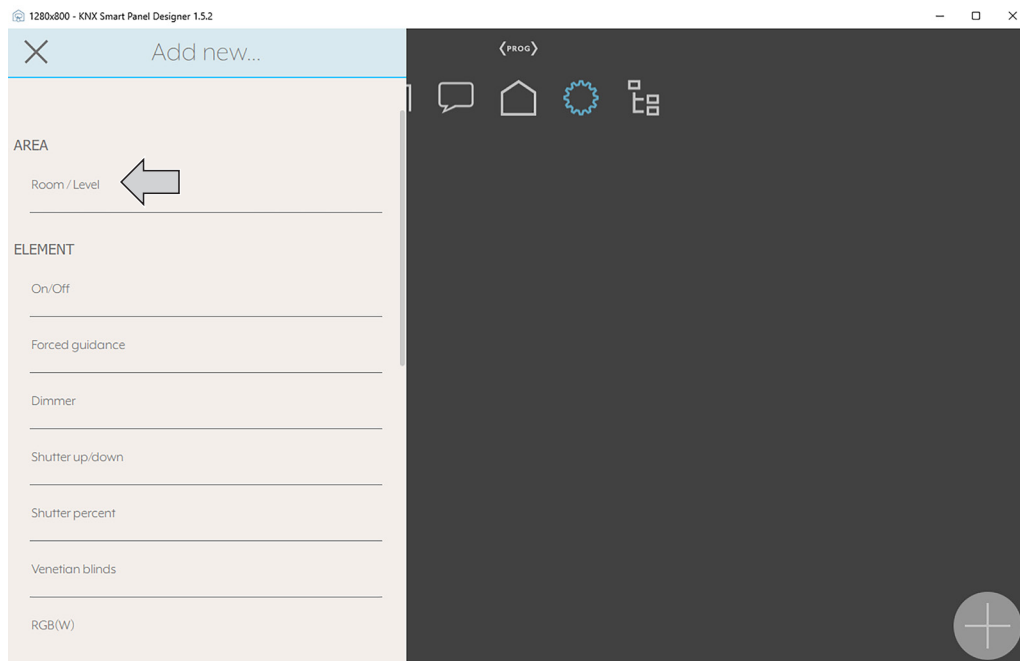 1280x800 - KNX Smart Panel Designer 1.5.2
Add new...
PROG
AREA
Room / Level
ELEMENT
On/Off
Forced guidance
Dimmer
Shutter up/down
Shutter percent
Venetian blinds
RGB(W)